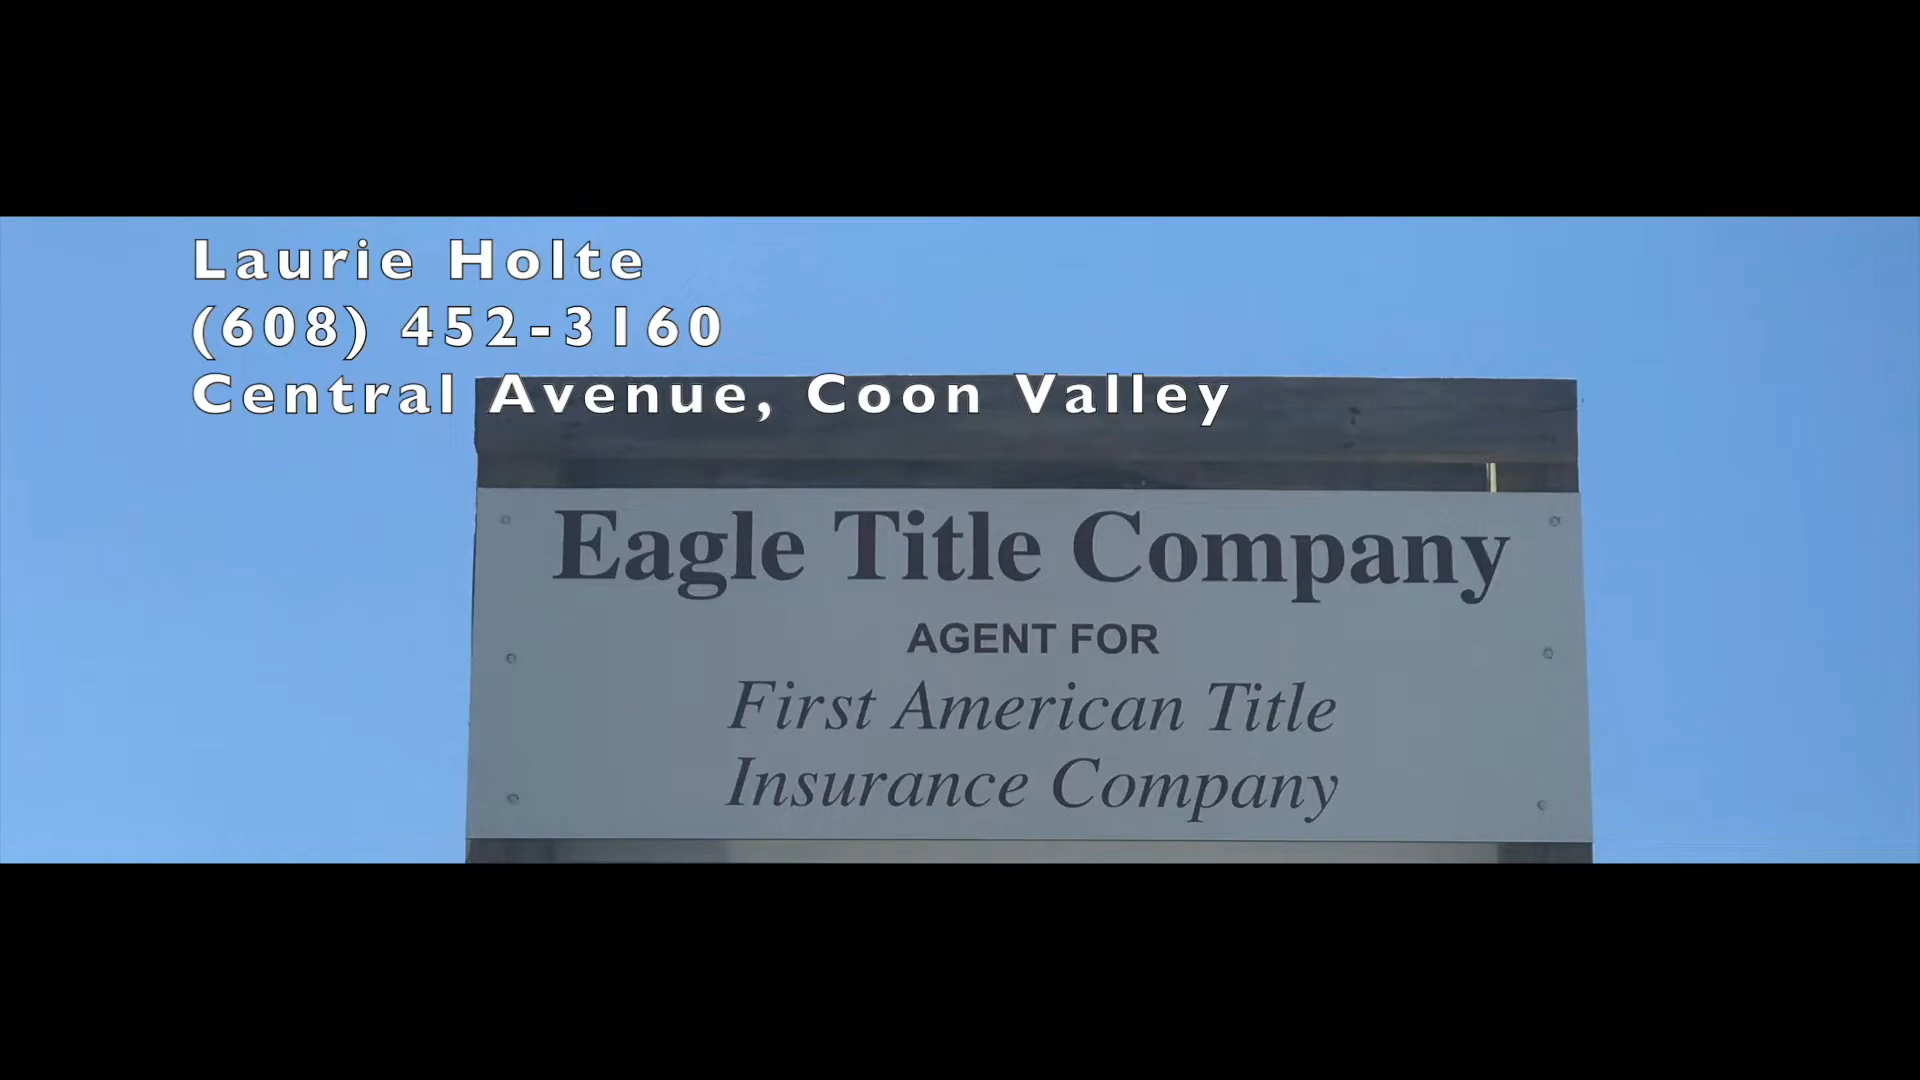 Laurie Holte
(608) 452-3160
Central Avenue, Coon Valley
Eagle Title Company
AGENT FOR
First American Title
Insurance Company